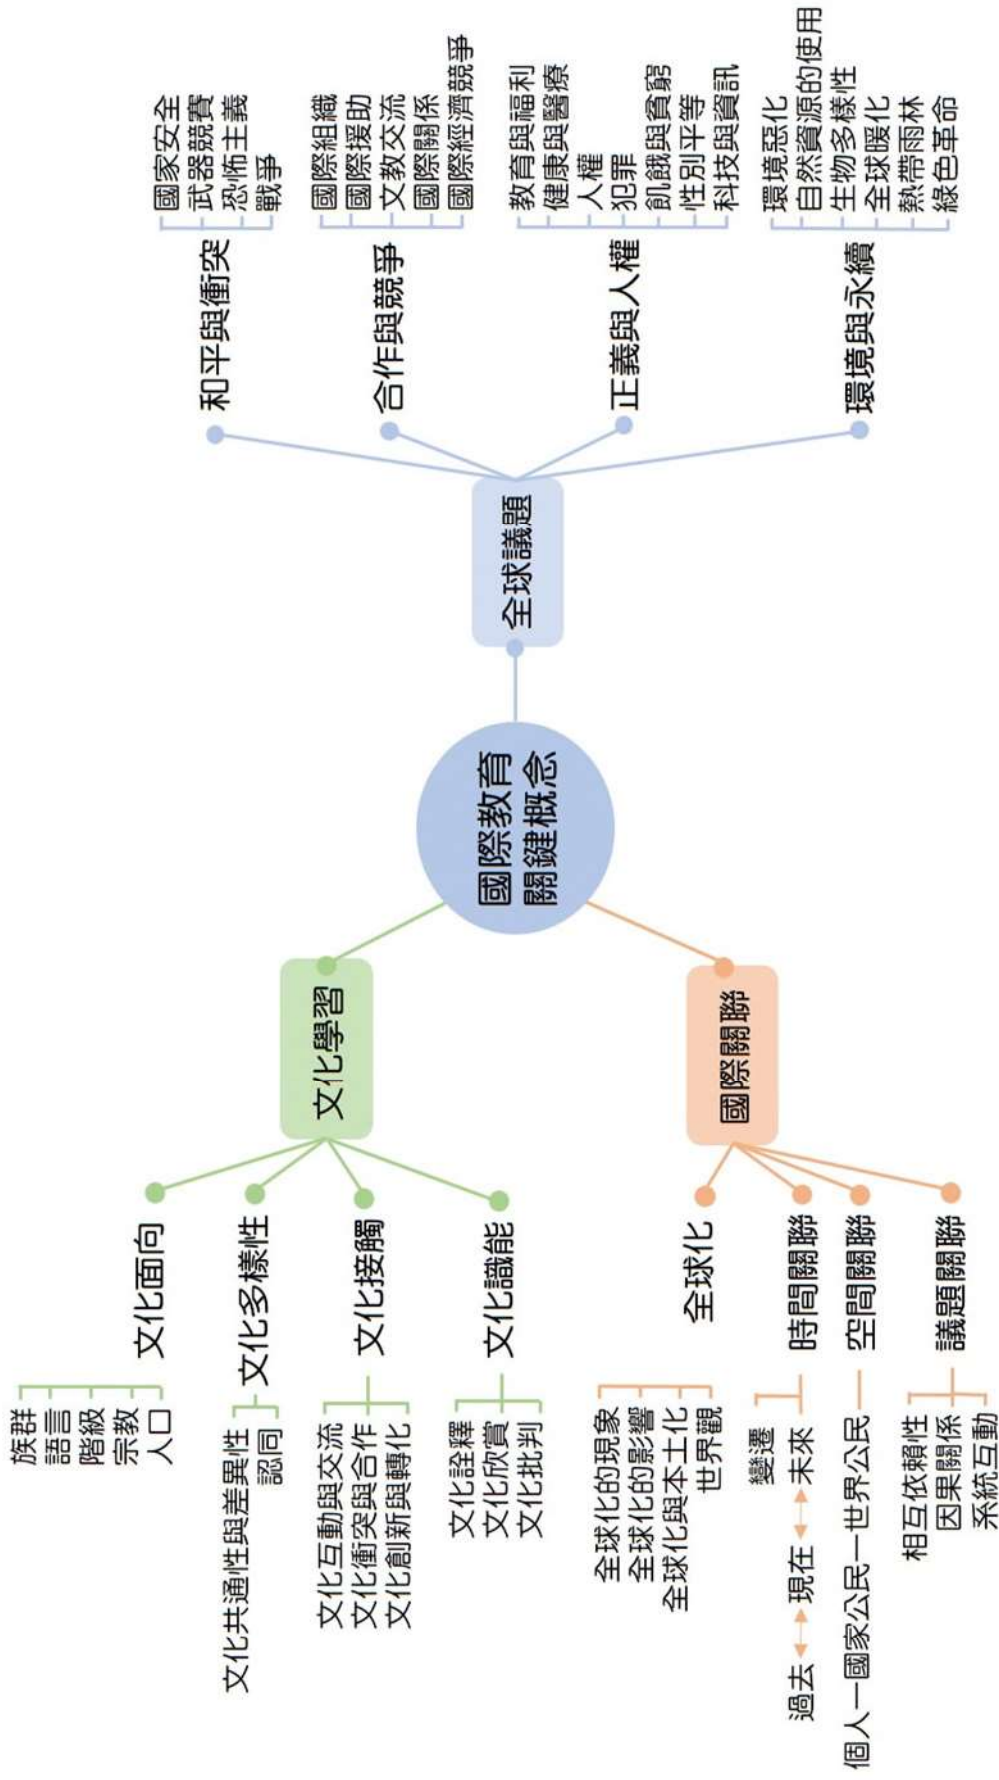 國際教育
關鍵概念
文化學習
文化面向
族群
語言
階級
宗教
人口
文化多樣性
文化共通性與差異性
認同
文化接觸
文化互動與交流
文化衝突與合作
文化創新與轉化
文化識能
文化詮釋
文化欣賞
文化批判
國際關聯
全球化
全球化的現象
全球化的影響
全球化與本土化
世界觀
時間關聯
變遷
過去 現在 未來
空間關聯
個人—國家公民—世界公民
議題關聯
相互依賴性
因果關係
系統互動
全球議題
和平與衝突
國家安全
武器競賽
恐怖主義
戰爭
合作與競爭
國際組織
國際援助
文教交流
國際關係
國際經濟競爭
正義與人權
教育與福利
健康與醫療
人權
犯罪
飢餓與貧窮
性別平等
科技與資訊
環境與永續
環境惡化
自然資源的使用
生物多樣性
全球暖化
熱帶雨林
綠色革命